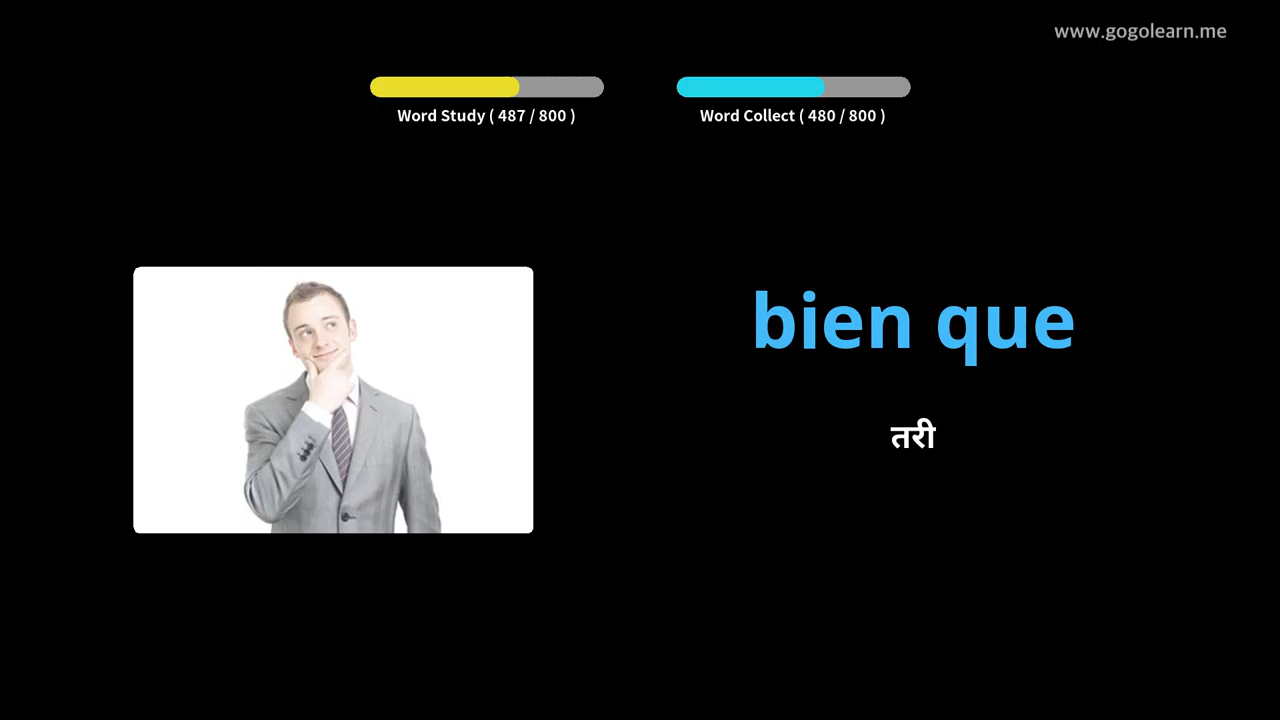 www.gogolearn.me
Word Study ( 487 / 800 )
Word Collect ( 480 / 800 )
bien que
तरी